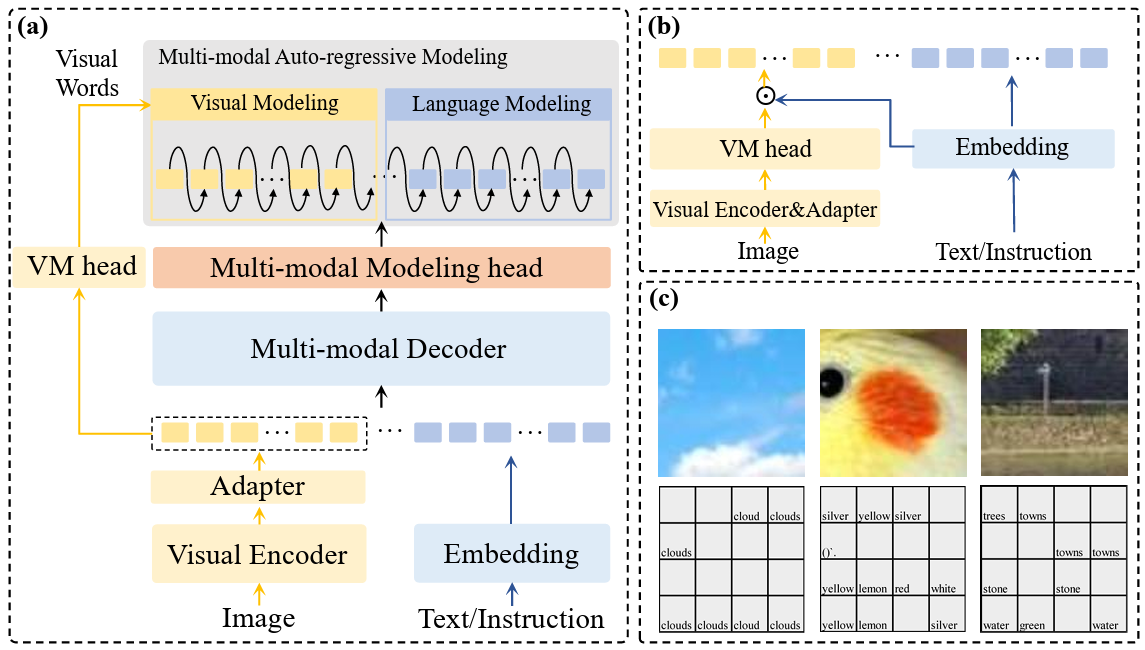 (a)
Visual
Words
Multi-modal Auto-regressive Modeling
Visual Modeling
Language Modeling
VM head
Multi-modal Modeling head
Multi-modal Decoder
Adapter
Visual Encoder
Embedding
Image
Text/Instruction
(b)
VM head
Embedding
Visual Encoder&Adapter
Image
Text/Instruction
(c)
cloud clouds
clouds
clouds clouds cloud clouds
silver yellow silver
()`.
yellow lemon red white
yellow lemon silver
trees towns
towns towns
stone stone
water green water